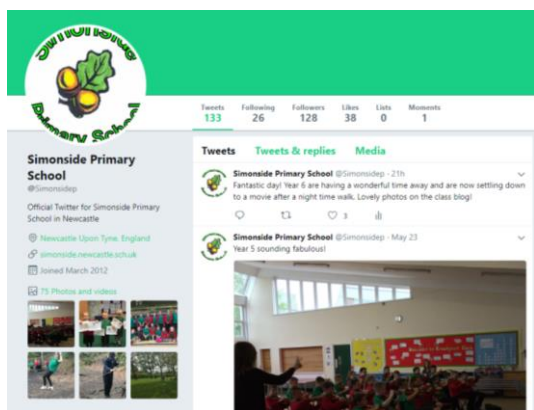 Simonside
Primary School
Tweets Following Followers Likes Lists Moments
133 26 128 38 0 1
Simonside Primary
School
@Simonsidep
Official Twitter for Simonside Primary
School in Newcastle
Newcastle Upon Tyne, England
simonside.newcastle.sch.uk
Joined March 2012
75 Photos and videos
Tweets Tweets & replies Media
Simonside Primary School @Simonsidep · 21h
Fantastic day! Year 6 are having a wonderful time away and are now settling down
to a movie after a night time walk. Lovely photos on the class blog!
3
Simonside Primary School @Simonsidep · May 23
Year 5 sounding fabulous!